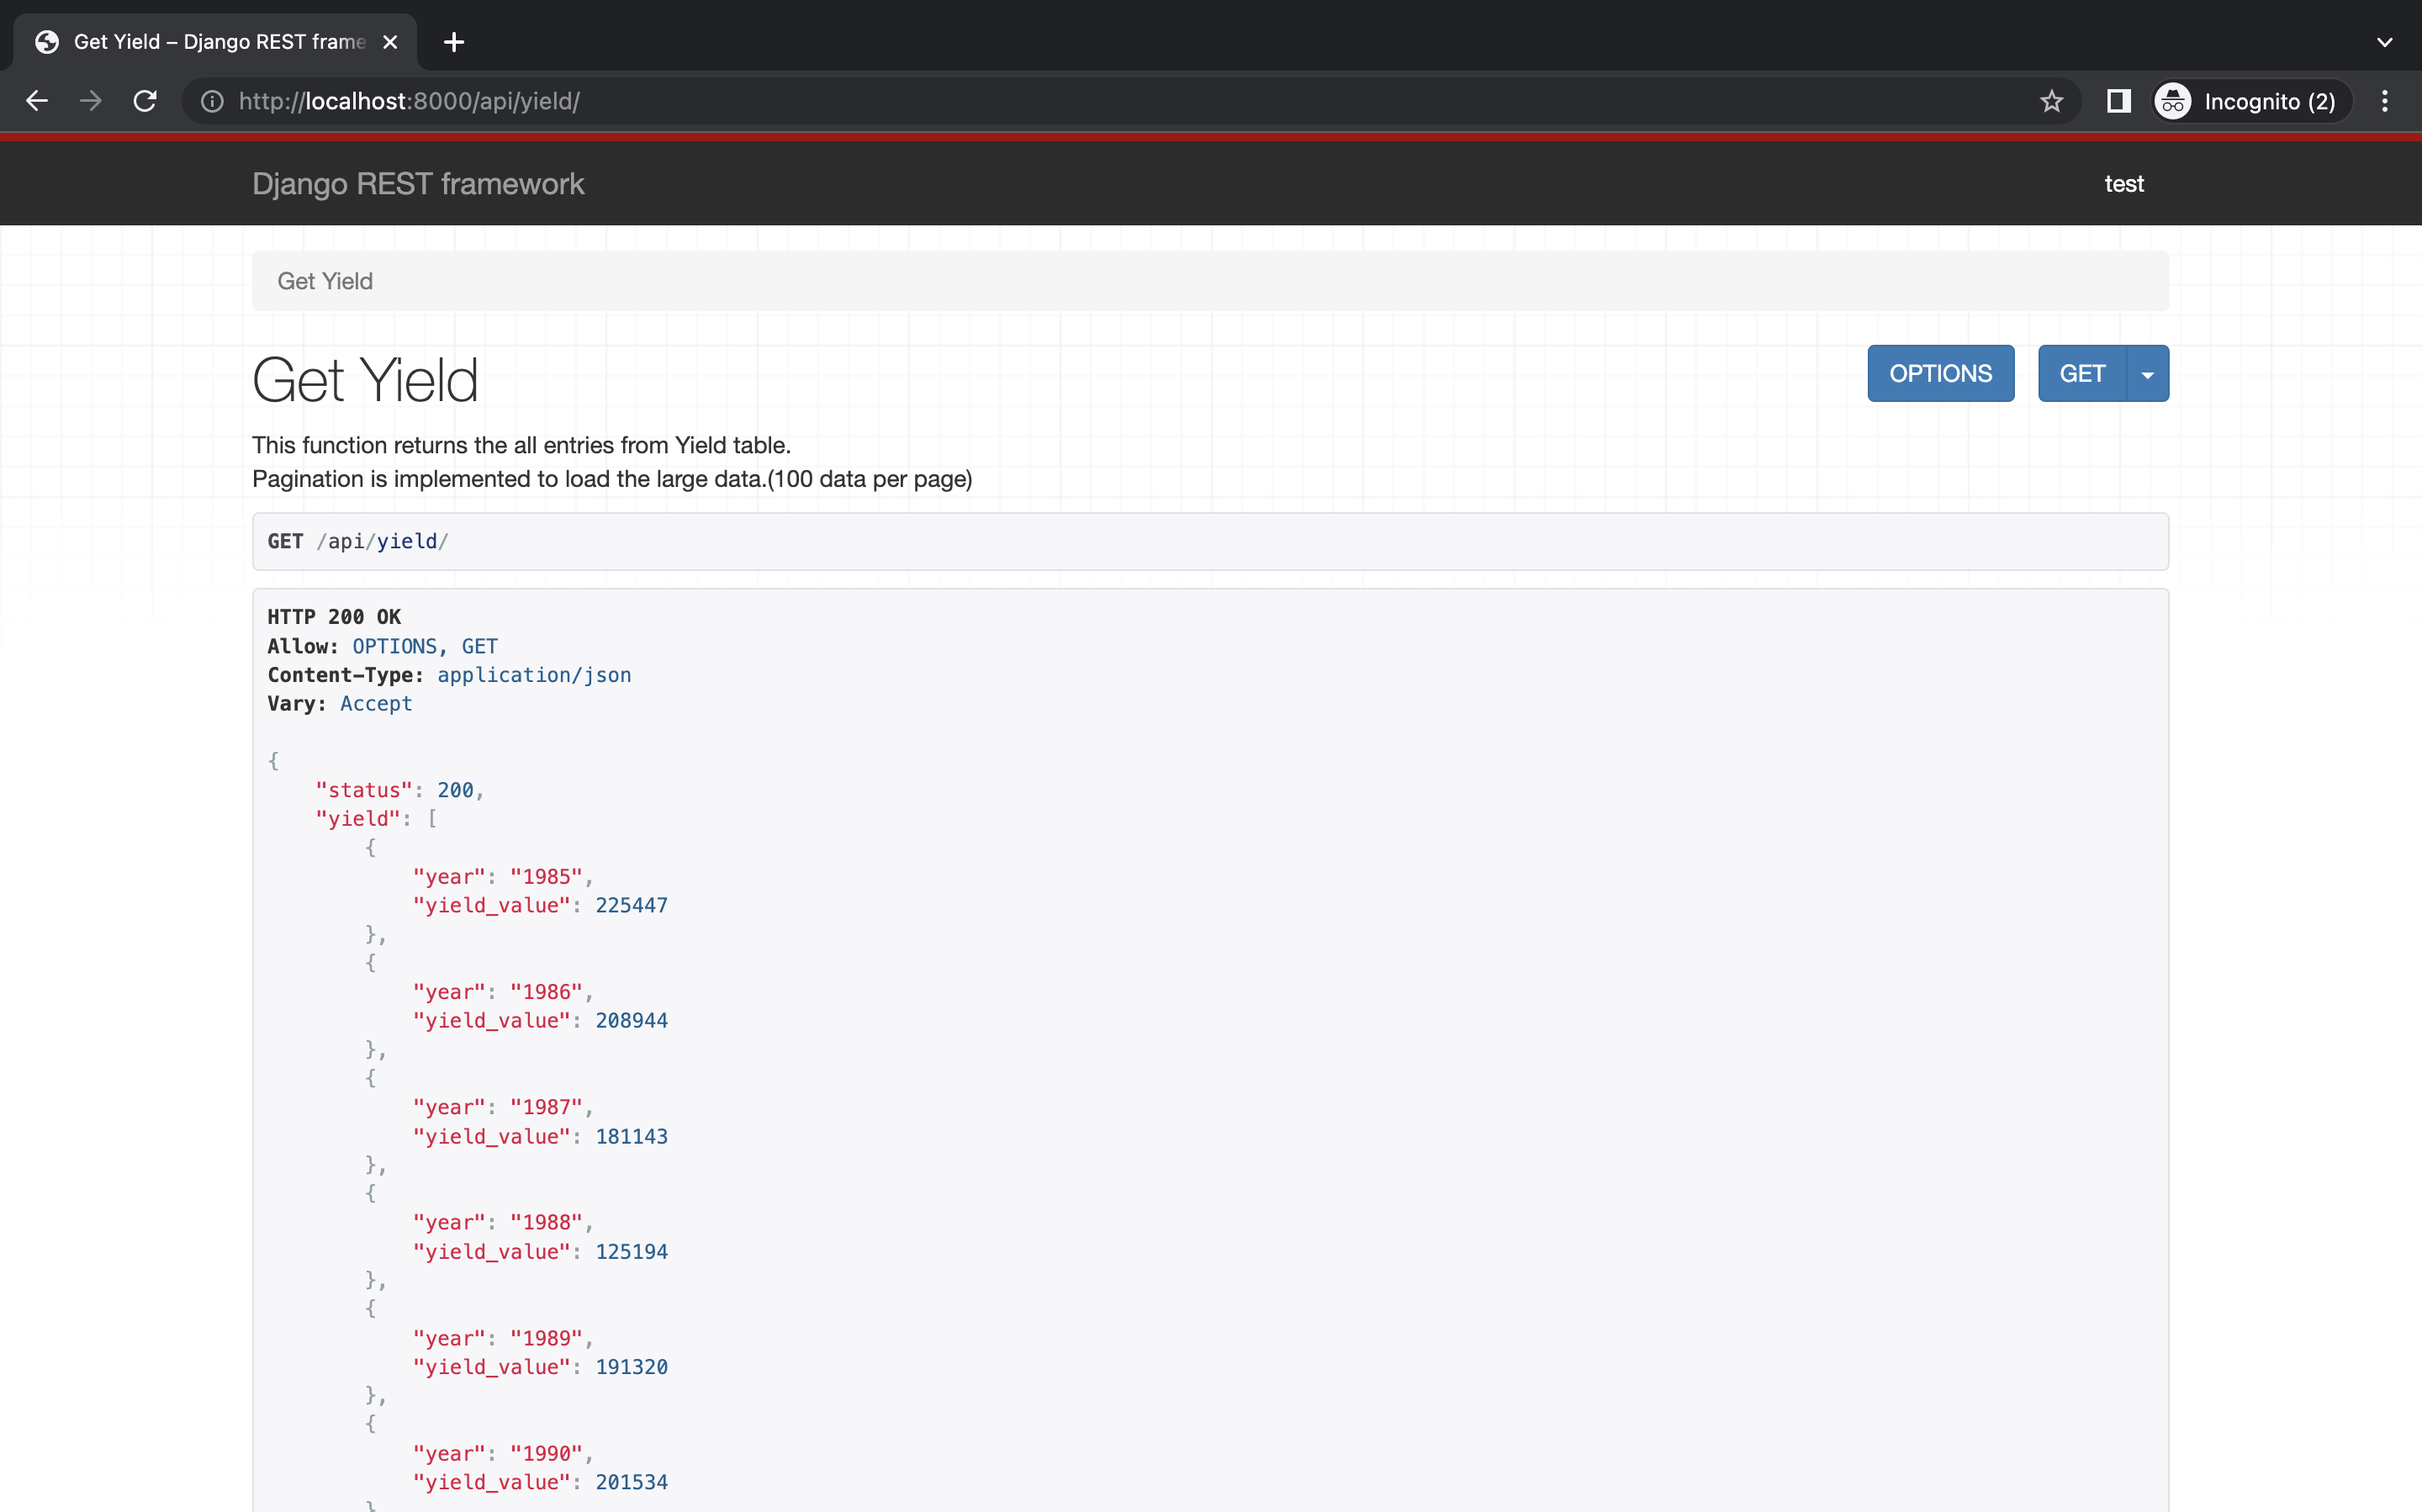 Get Yield – Django REST frame
http://localhost:8000/api/yield/
Incognito (2)
Django REST framework
test
Get Yield
Get Yield
OPTIONS
GET
This function returns the all entries from Yield table.
Pagination is implemented to load the large data.(100 data per page)
GET /api/yield/
HTTP 200 OK
Allow: OPTIONS, GET
Content-Type: application/json
Vary: Accept
{
"status": 200,
"yield": [
{
"year": "1985",
"yield_value": 225447
},
{
"year": "1986",
"yield_value": 208944
},
{
"year": "1987",
"yield_value": 181143
},
{
"year": "1988",
"yield_value": 125194
},
{
"year": "1989",
"yield_value": 191320
},
{
"year": "1990",
"yield_value": 201534
}